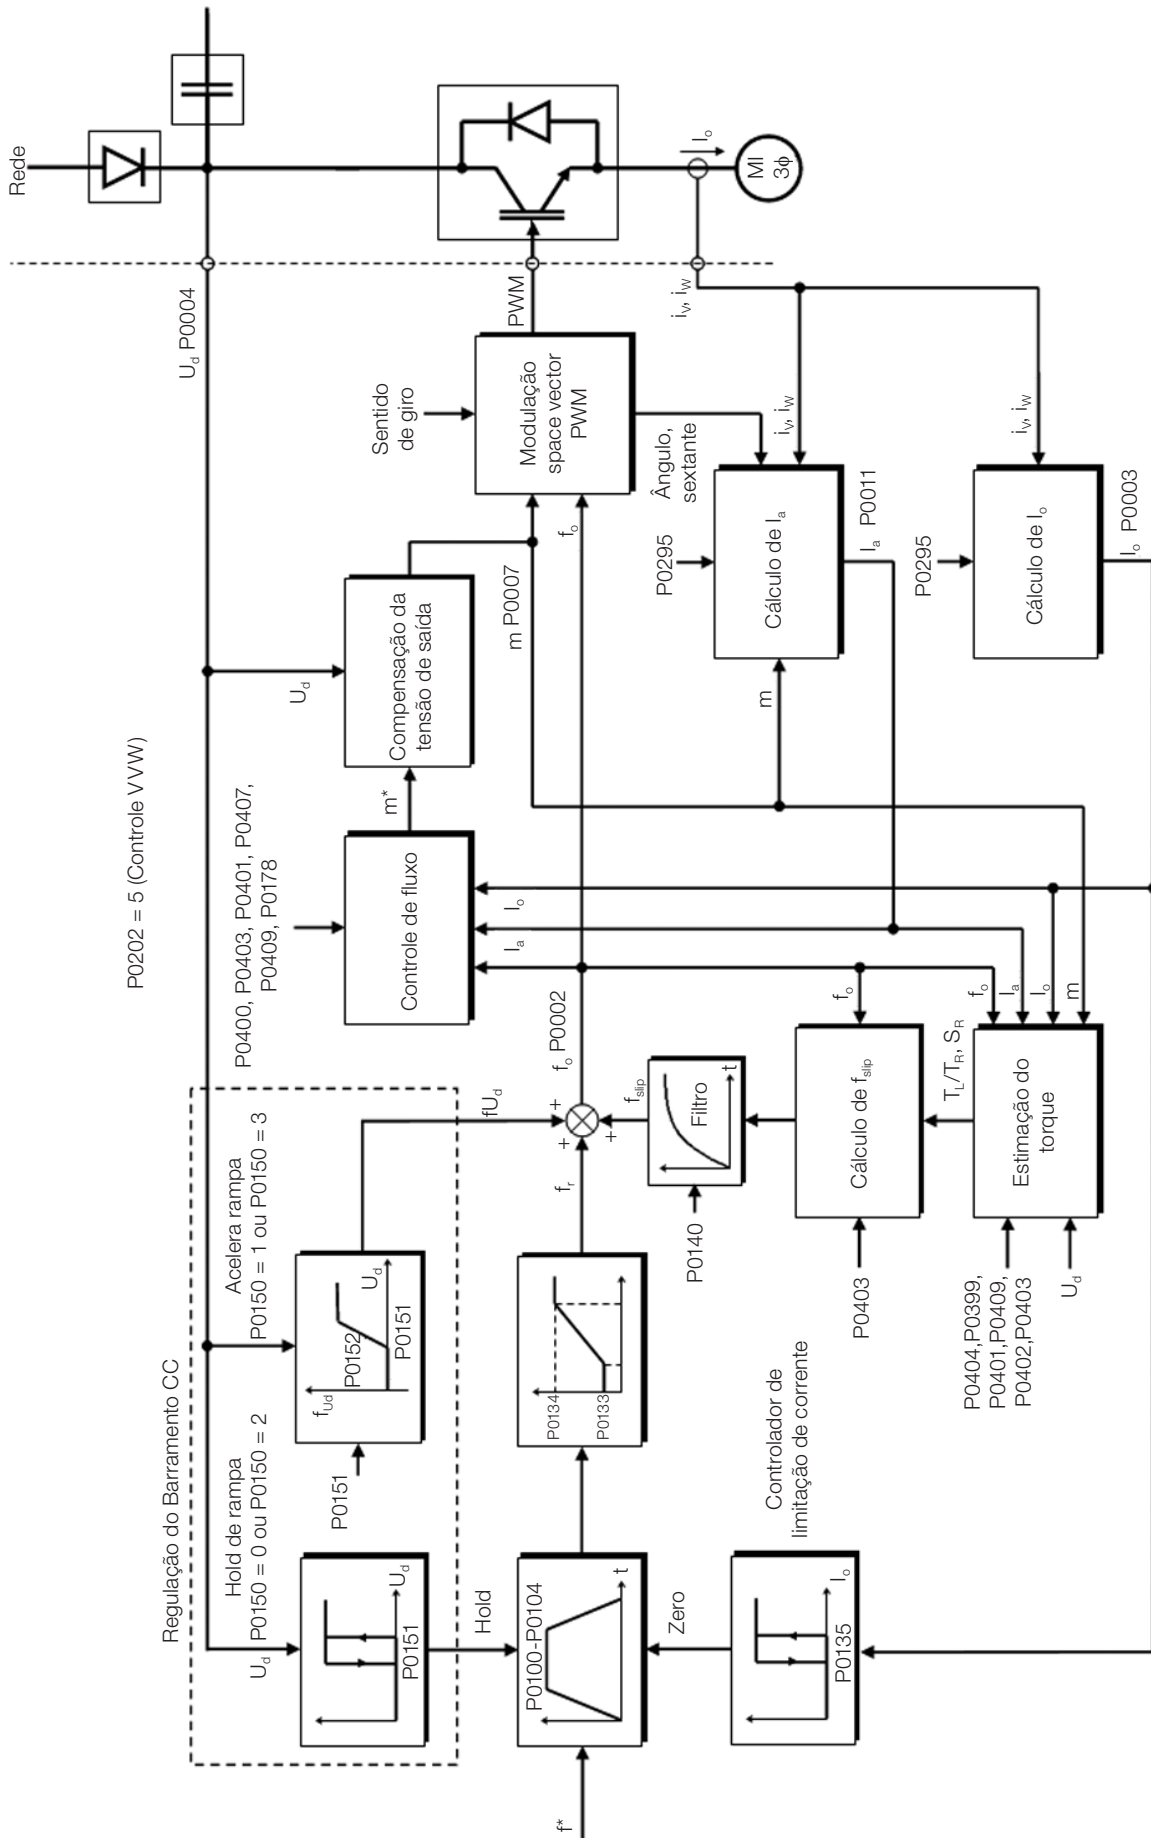 P0202 = 5 (Controle VVW)
Rede
Regulação do Barramento CC
Hold de rampa
P0150 = 0 ou P0150 = 2
Acelera rampa
P0150 = 1 ou P0150 = 3
U_d P0004
U_d
U_d
P0151
P0151
f_Ud
P0152
U_d
P0151
fU_d
Hold
f*
P0100-P0104
t
P0134
P0133
f_r
+
+
+
f_o P0002
Zero
P0135
I_o
Controlador de
limitação de corrente
P0400, P0403, P0401, P0407,
P0409, P0178
Controle de fluxo
f_o
I_a
I_o
m*
U_d
Compensação da
tensão de saída
m P0007
f_o
Sentido
de giro
Modulação
space vector
PWM
PWM
I_o
MI
3ϕ
i_v, i_w
Ângulo,
sextante
i_v, i_w
P0295
Cálculo de I_a
I_a P0011
m
i_v, i_w
P0295
Cálculo de I_o
I_o P0003
f_slip
Filtro
t
P0140
f_o
Cálculo de f_slip
P0403
T_L/T_R, S_R
f_o
I_a
I_o
m
Estimação do
torque
P0404,P0399,
P0401,P0409,
P0402,P0403
U_d